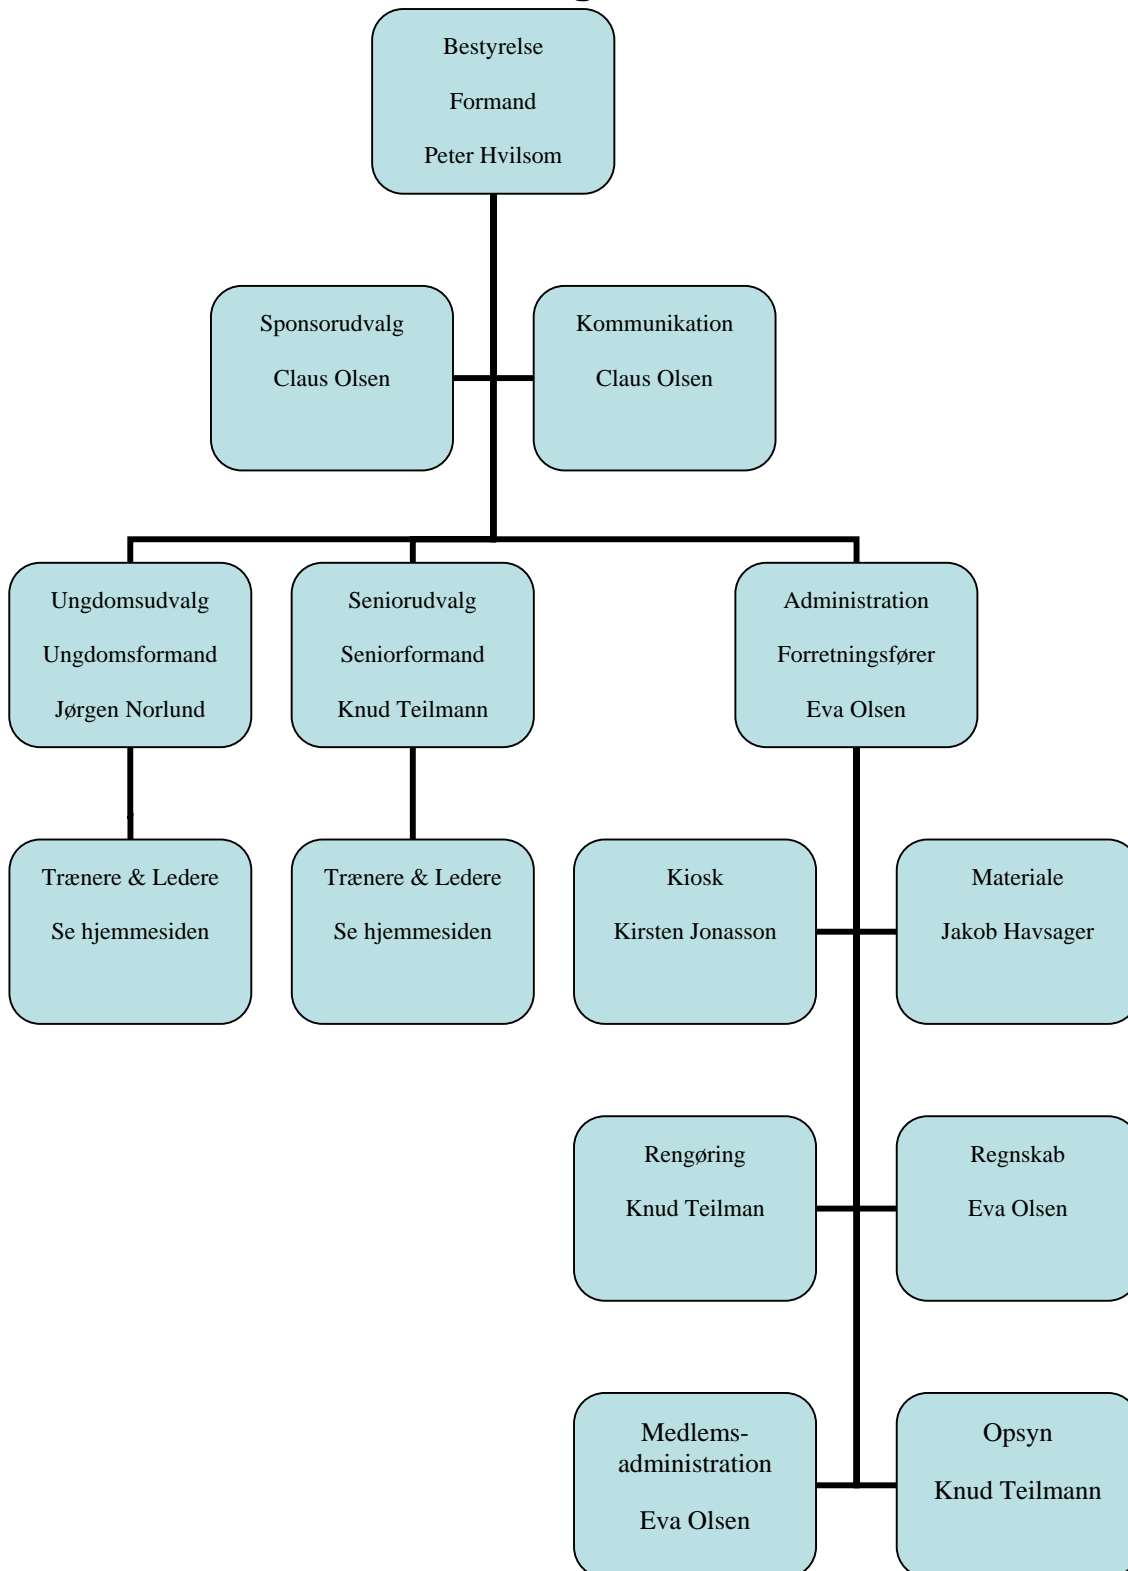 Bestyrelse
Formand
Peter Hvilsom
Sponsorudvalg
Claus Olsen
Kommunikation
Claus Olsen
Ungdomsudvalg
Ungdomsformand
Jørgen Norlund
Seniorudvalg
Seniorformand
Knud Teilmann
Administration
Forretningsfører
Eva Olsen
Trænere & Ledere
Se hjemmesiden
Trænere & Ledere
Se hjemmesiden
Kiosk
Kirsten Jonasson
Materiale
Jakob Havsager
Rengøring
Knud Teilman
Regnskab
Eva Olsen
Medlems-
administration
Eva Olsen
Opsyn
Knud Teilmann